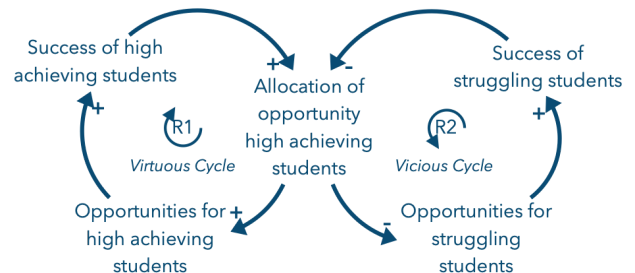 Success of high
achieving students
+
+
R1
Virtuous Cycle
Opportunities for
high achieving
students
+
Allocation of
opportunity
high achieving
students
-
Success of
struggling students
+
R2
Vicious Cycle
-
Opportunities for
struggling
students